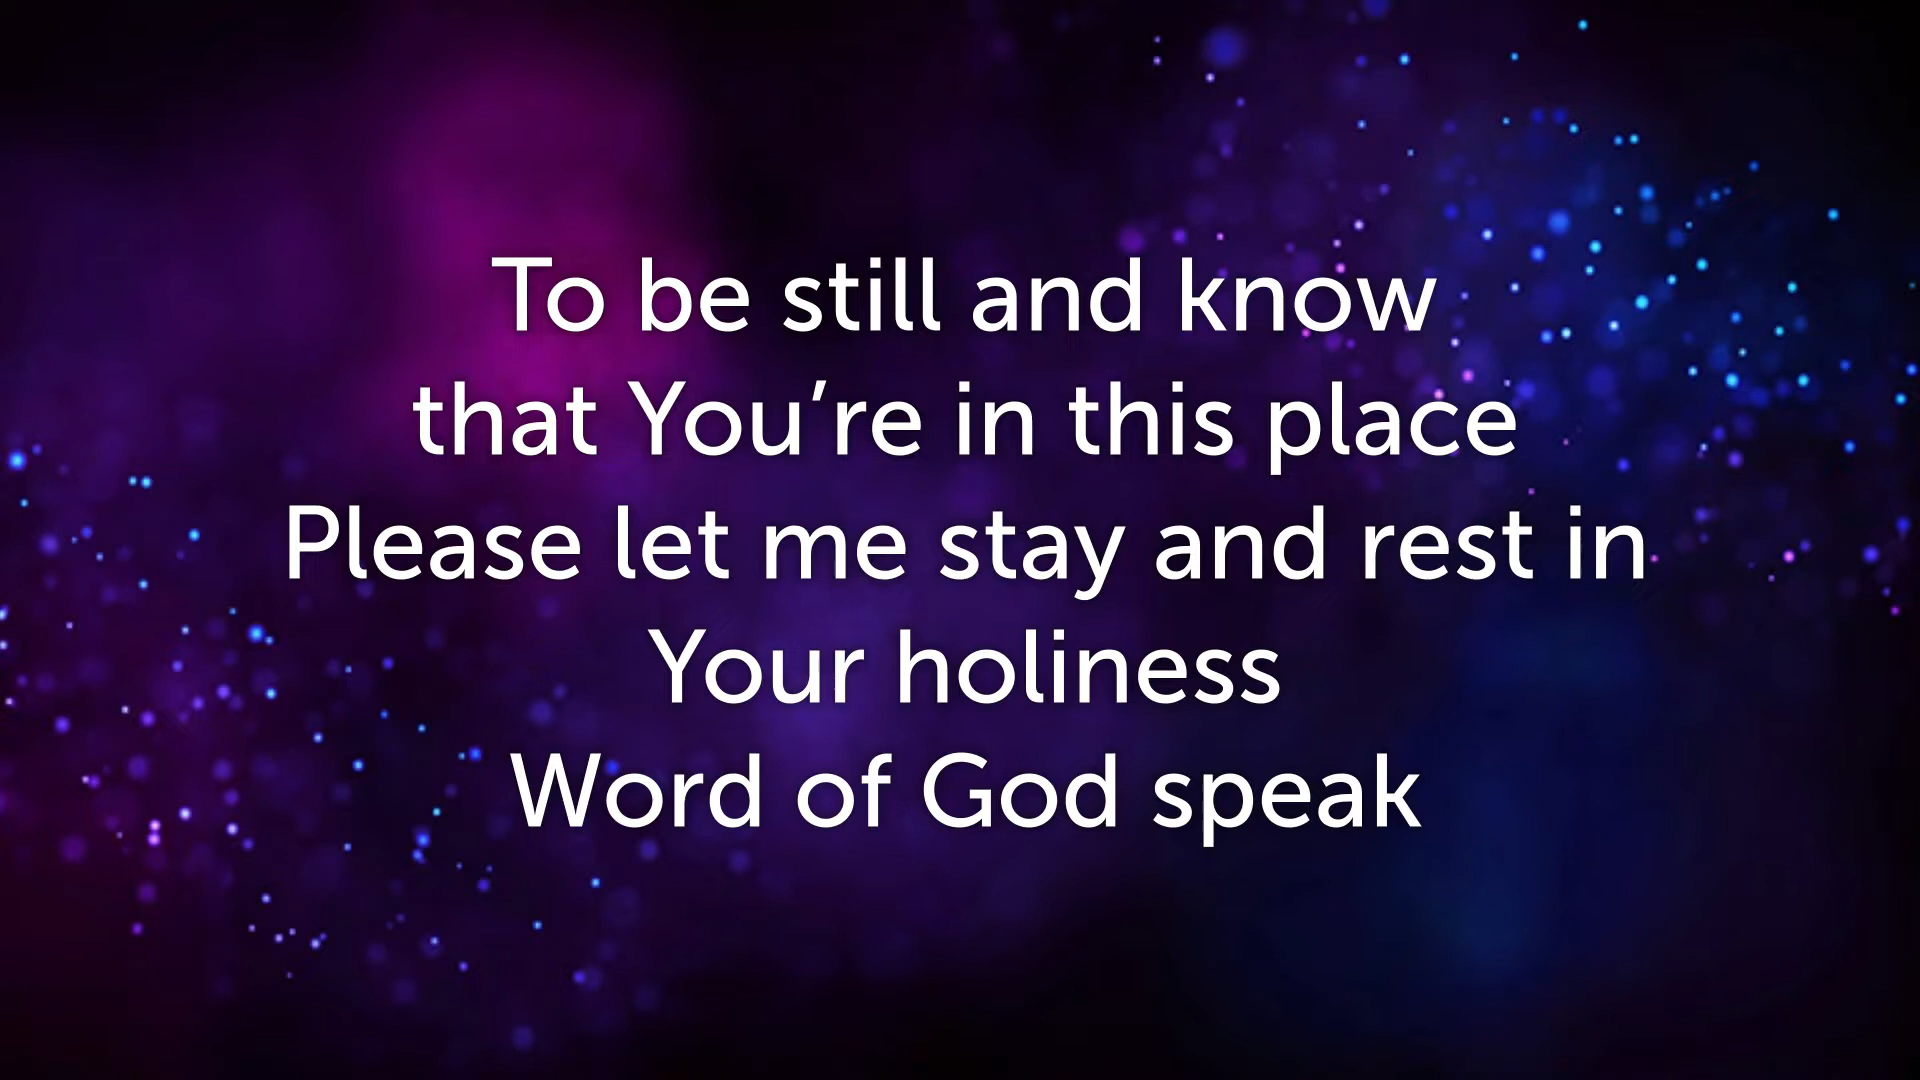 To be still and know
that You’re in this place
Please let me stay and rest in
Your holiness
Word of God speak